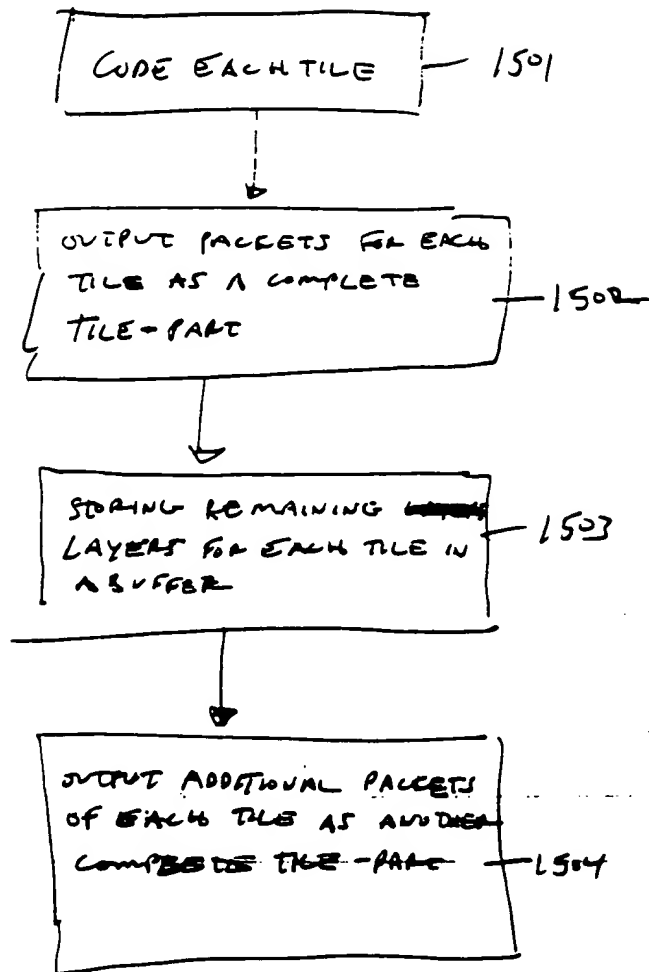 CODE EACH TILE 1501
OUTPUT PACKETS FOR EACH
TILE AS A COMPLETE
TILE-PART 1502
STORING REMAINING
LAYERS FOR EACH TILE IN 1503
A BUFFER
OUTPUT ADDITIONAL PACKETS
OF EACH TILE AS ANOTHER
COMPLETE TILE-PART 1504